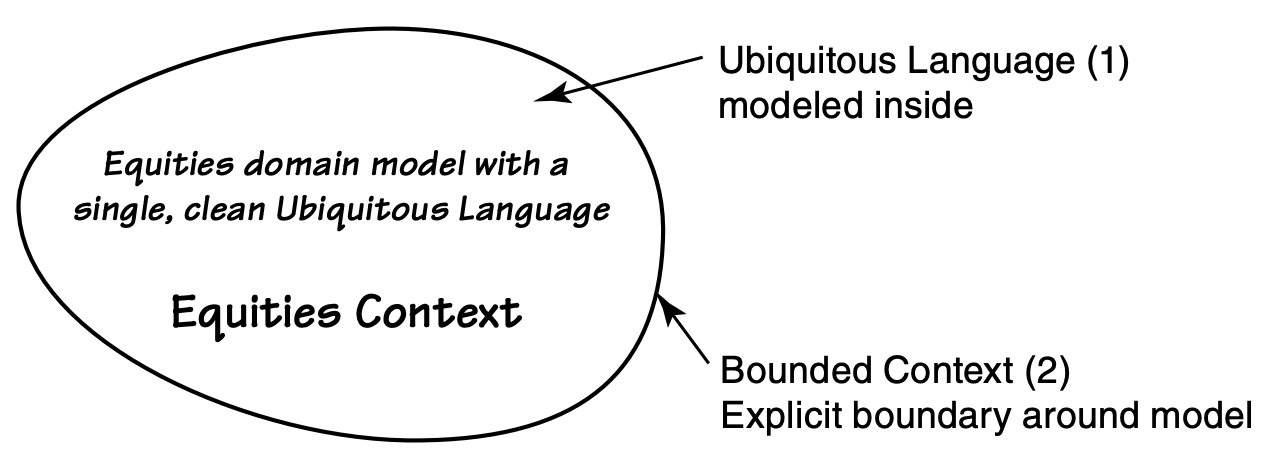 Ubiquitous Language (1)
modeled inside
Equities domain model with a
single, clean Ubiquitous Language
Equities Context
Bounded Context (2)
Explicit boundary around model